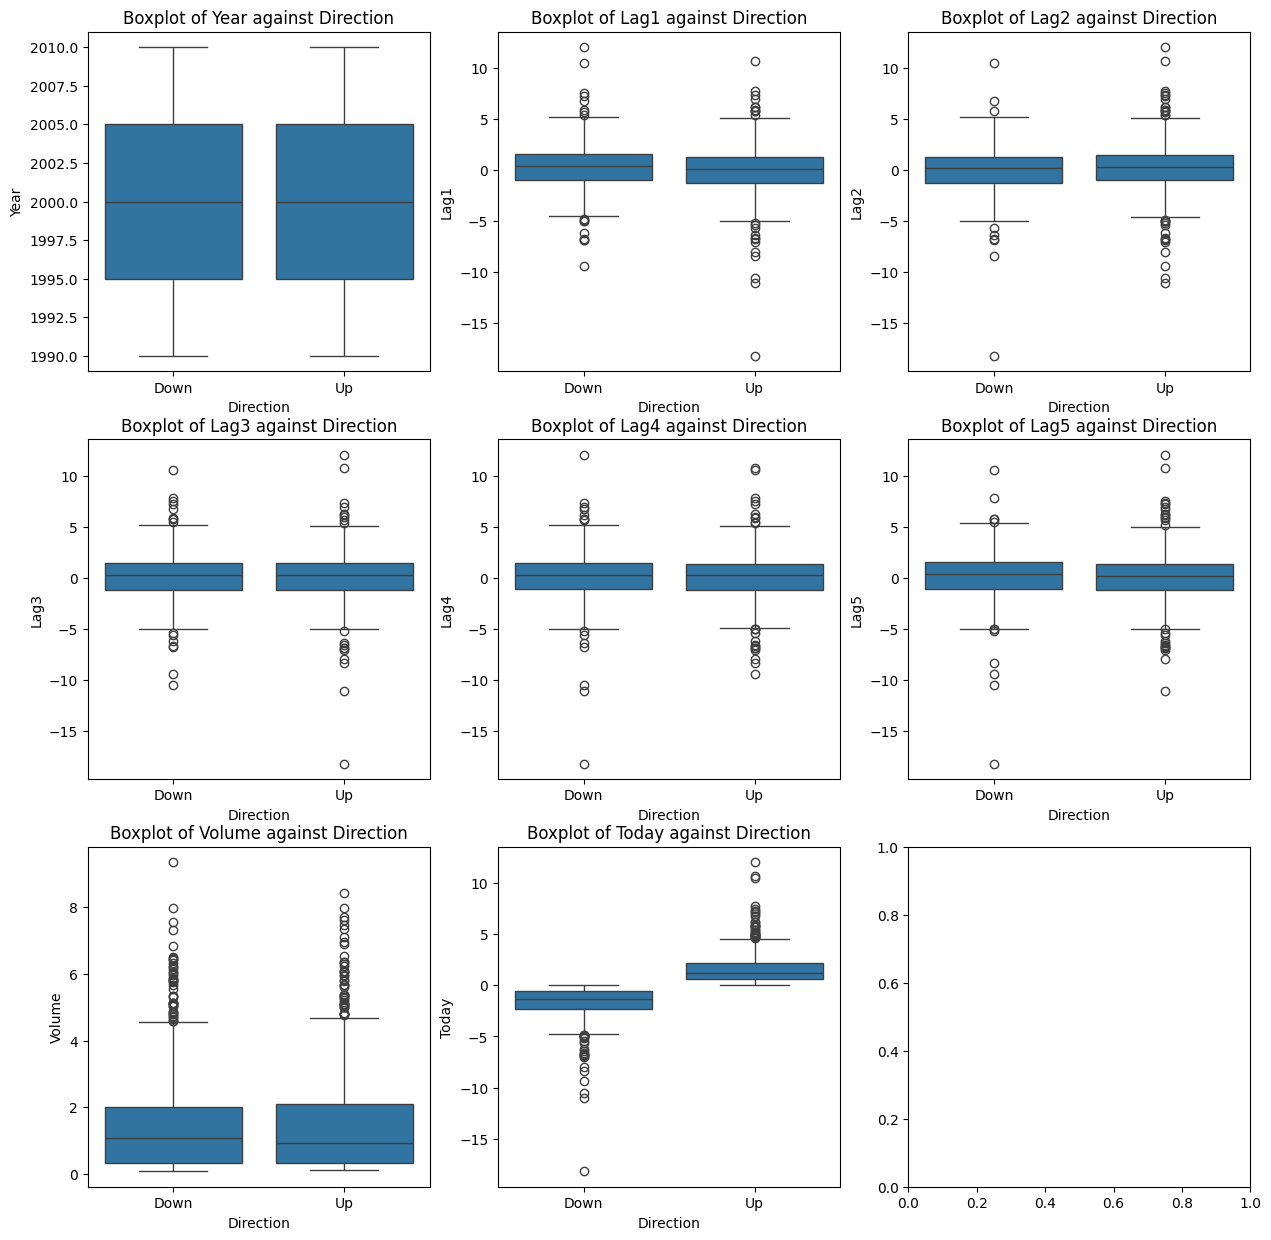 Boxplot of Year against Direction
2010.0
2007.5
2005.0
2002.5
2000.0
1997.5
1995.0
1992.5
1990.0
Year
Down Up
Direction
Boxplot of Lag1 against Direction
10
5
0
−5
−10
−15
Lag1
Down Up
Direction
Boxplot of Lag2 against Direction
10
5
0
−5
−10
−15
Lag2
Down Up
Direction
Boxplot of Lag3 against Direction
10
5
0
−5
−10
−15
Lag3
Down Up
Direction
Boxplot of Lag4 against Direction
10
5
0
−5
−10
−15
Lag4
Down Up
Direction
Boxplot of Lag5 against Direction
10
5
0
−5
−10
−15
Lag5
Down Up
Direction
Boxplot of Volume against Direction
8
6
4
2
0
Volume
Down Up
Direction
Boxplot of Today against Direction
10
5
0
−5
−10
−15
Today
Down Up
Direction
1.0
0.8
0.6
0.4
0.2
0.0
0.0 0.2 0.4 0.6 0.8 1.0